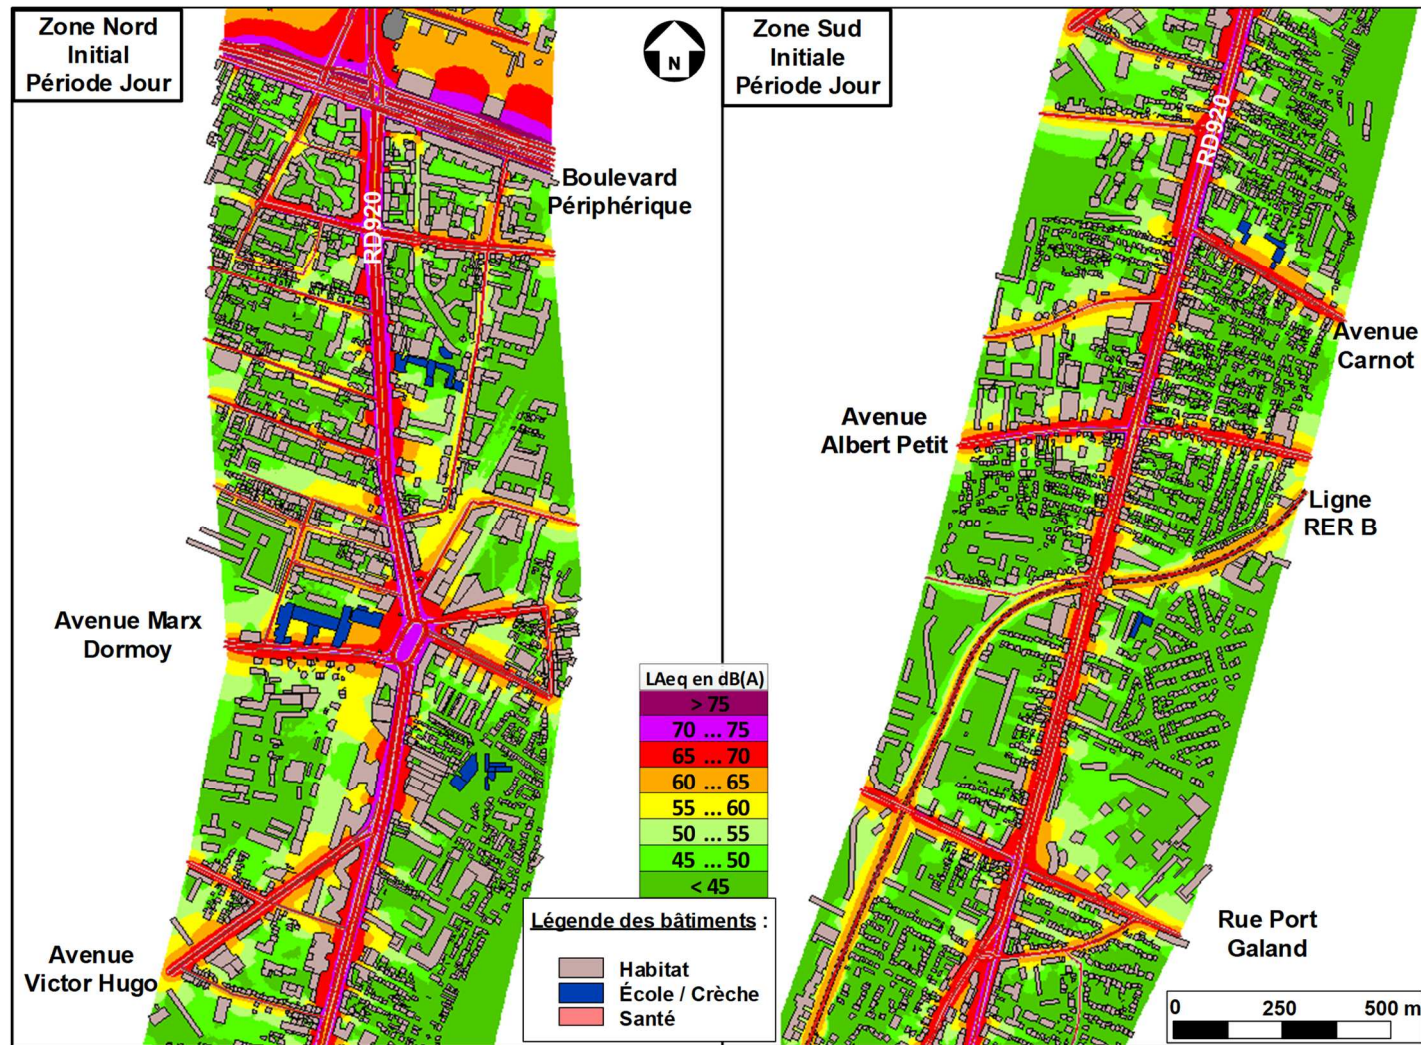 Zone Nord
Initial
Période Jour
N
Zone Sud
Initiale
Période Jour
RD920
Boulevard
Périphérique
RD920
Avenue
Carnot
Avenue
Albert Petit
Ligne
RER B
Avenue Marx
Dormoy
LAeq en dB(A)
> 75
70 ... 75
65 ... 70
60 ... 65
55 ... 60
50 ... 55
45 ... 50
< 45
Légende des bâtiments :
Habitat
École / Crèche
Santé
Avenue
Victor Hugo
Rue Port
Galand
0 250 500 m